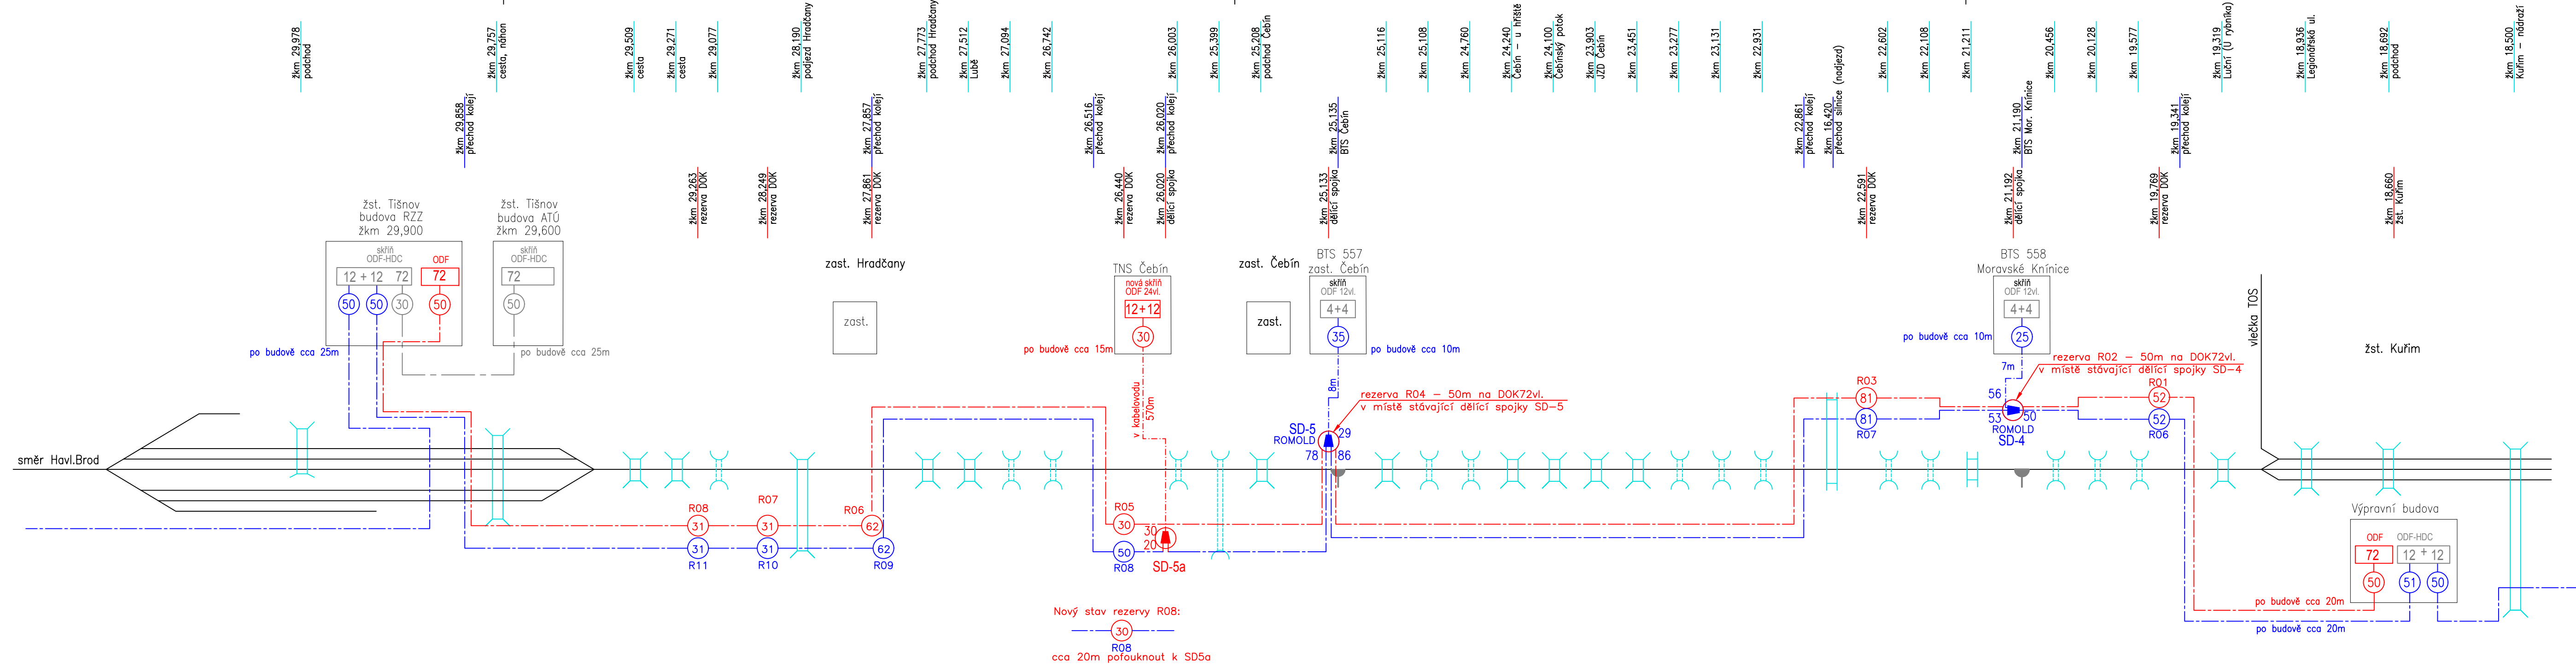 žkm 29,978
podchod
žkm 29,757
cesta, náhon
žkm 29,509
cesta
žkm 29,271
cesta
žkm 29,077
žkm 28,190
podjezd Hradčany
žkm 27,773
podchod Hradčany
žkm 27,512
Lubě
žkm 27,094
žkm 26,742
žkm 26,003
žkm 25,399
žkm 25,208
podchod Čebín
žkm 25,116
žkm 25,108
žkm 24,760
žkm 24,240
Čebín – u hřiště
žkm 24,100
Čebínský potok
žkm 23,903
JZD Čebín
žkm 23,451
žkm 23,277
žkm 23,131
žkm 22,931
žkm 22,602
žkm 22,108
žkm 21,211
žkm 20,456
žkm 20,128
žkm 19,577
žkm 19,319
Luční (U rybníka)
žkm 18,936
Legionářská ul.
žkm 18,692
podchod
žkm 18,500
Kuřim – nádraží
žkm 29,858
přechod kolejí
žkm 27,857
přechod kolejí
žkm 26,516
přechod kolejí
žkm 26,020
přechod kolejí
žkm 25,135
BTS Čebín
žkm 22,861
přechod kolejí
žkm 16,420
přechod silnice (nadjezd)
žkm 21,190
BTS Mor. Knínice
žkm 19,341
přechod kolejí
žkm 29,263
rezerva DOK
žkm 28,249
rezerva DOK
žkm 27,861
rezerva DOK
žkm 26,440
rezerva DOK
žkm 26,020
dělící spojka
žkm 25,133
dělící spojka
žkm 22,591
rezerva DOK
žkm 21,192
dělící spojka
žkm 19,769
rezerva DOK
žkm 18,660
žst. Kuřim
žst. Tišnov
budova RZZ
žkm 29,900
skříň
ODF-HDC
ODF
12 + 12 72
72
50
50
30
50
po budově cca 25m
žst. Tišnov
budova ATÚ
žkm 29,600
skříň
ODF-HDC
72
50
po budově cca 25m
zast. Hradčany
zast.
TNS Čebín
nová skříň
ODF 24vl.
12+12
30
po budově cca 15m
v kabelovodu
570m
zast. Čebín
zast.
BTS 557
zast. Čebín
skříň
ODF 12vl.
4+4
35
po budově cca 10m
8m
rezerva R04 – 50m na DOK72vl.
v místě stávající dělící spojky SD-5
SD-5
ROMOLD
29
78
86
BTS 558
Moravské Knínice
skříň
ODF 12vl.
4+4
25
po budově cca 10m
7m
rezerva R02 – 50m na DOK72vl.
v místě stávající dělící spojky SD-4
56
53
50
ROMOLD
SD-4
R03
81
81
R07
R01
52
52
R06
vlečka TOS
žst. Kuřim
směr Havl.Brod
R08
31
31
R11
R07
31
31
R10
R06
62
62
R09
R05
30
50
R08
30
20
SD-5a
Výpravní budova
ODF
ODF-HDC
72
12 + 12
50
51
50
po budově cca 20m
po budově cca 20m
Nový stav rezervy R08:
30
R08
cca 20m pofouknout k SD5a